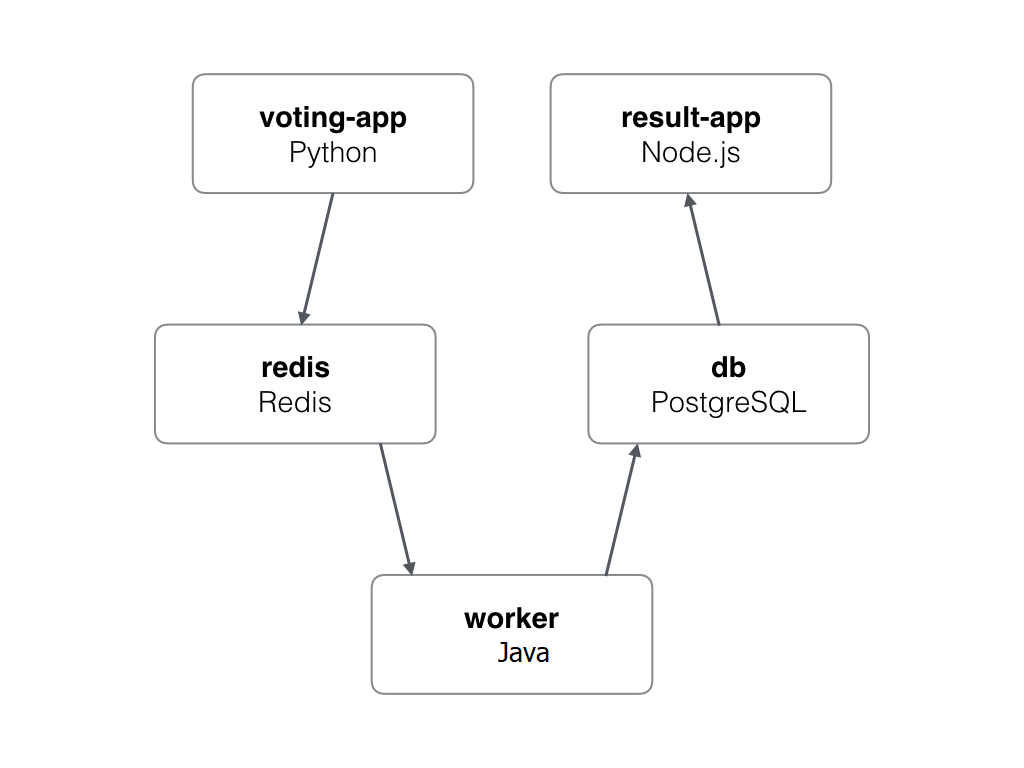 voting-app
Python
result-app
Node.js
redis
Redis
db
PostgreSQL
worker
Java